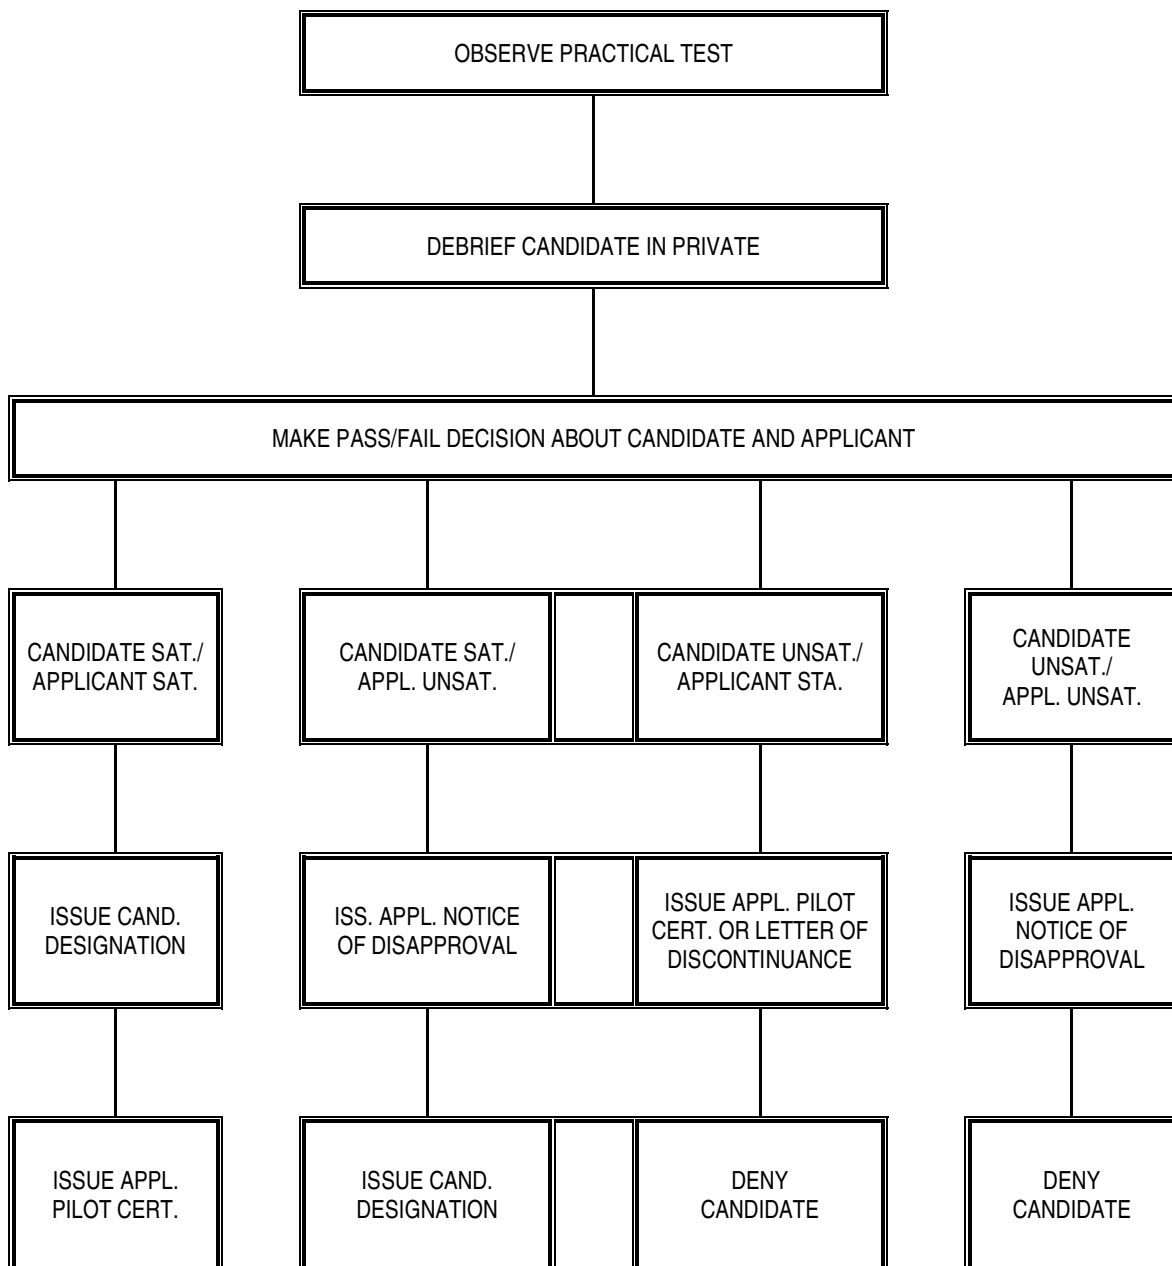 OBSERVE PRACTICAL TEST
DEBRIEF CANDIDATE IN PRIVATE
MAKE PASS/FAIL DECISION ABOUT CANDIDATE AND APPLICANT
CANDIDATE SAT./
APPLICANT SAT.
CANDIDATE SAT./
APPL. UNSAT.
CANDIDATE UNSAT./
APPLICANT STA.
CANDIDATE
UNSAT./
APPL. UNSAT.
ISSUE CAND.
DESIGNATION
ISS. APPL. NOTICE
OF DISAPPROVAL
ISSUE APPL. PILOT
CERT. OR LETTER OF
DISCONTINUANCE
ISSUE APPL.
NOTICE OF
DISAPPROVAL
ISSUE APPL.
PILOT CERT.
ISSUE CAND.
DESIGNATION
DENY
CANDIDATE
DENY
CANDIDATE